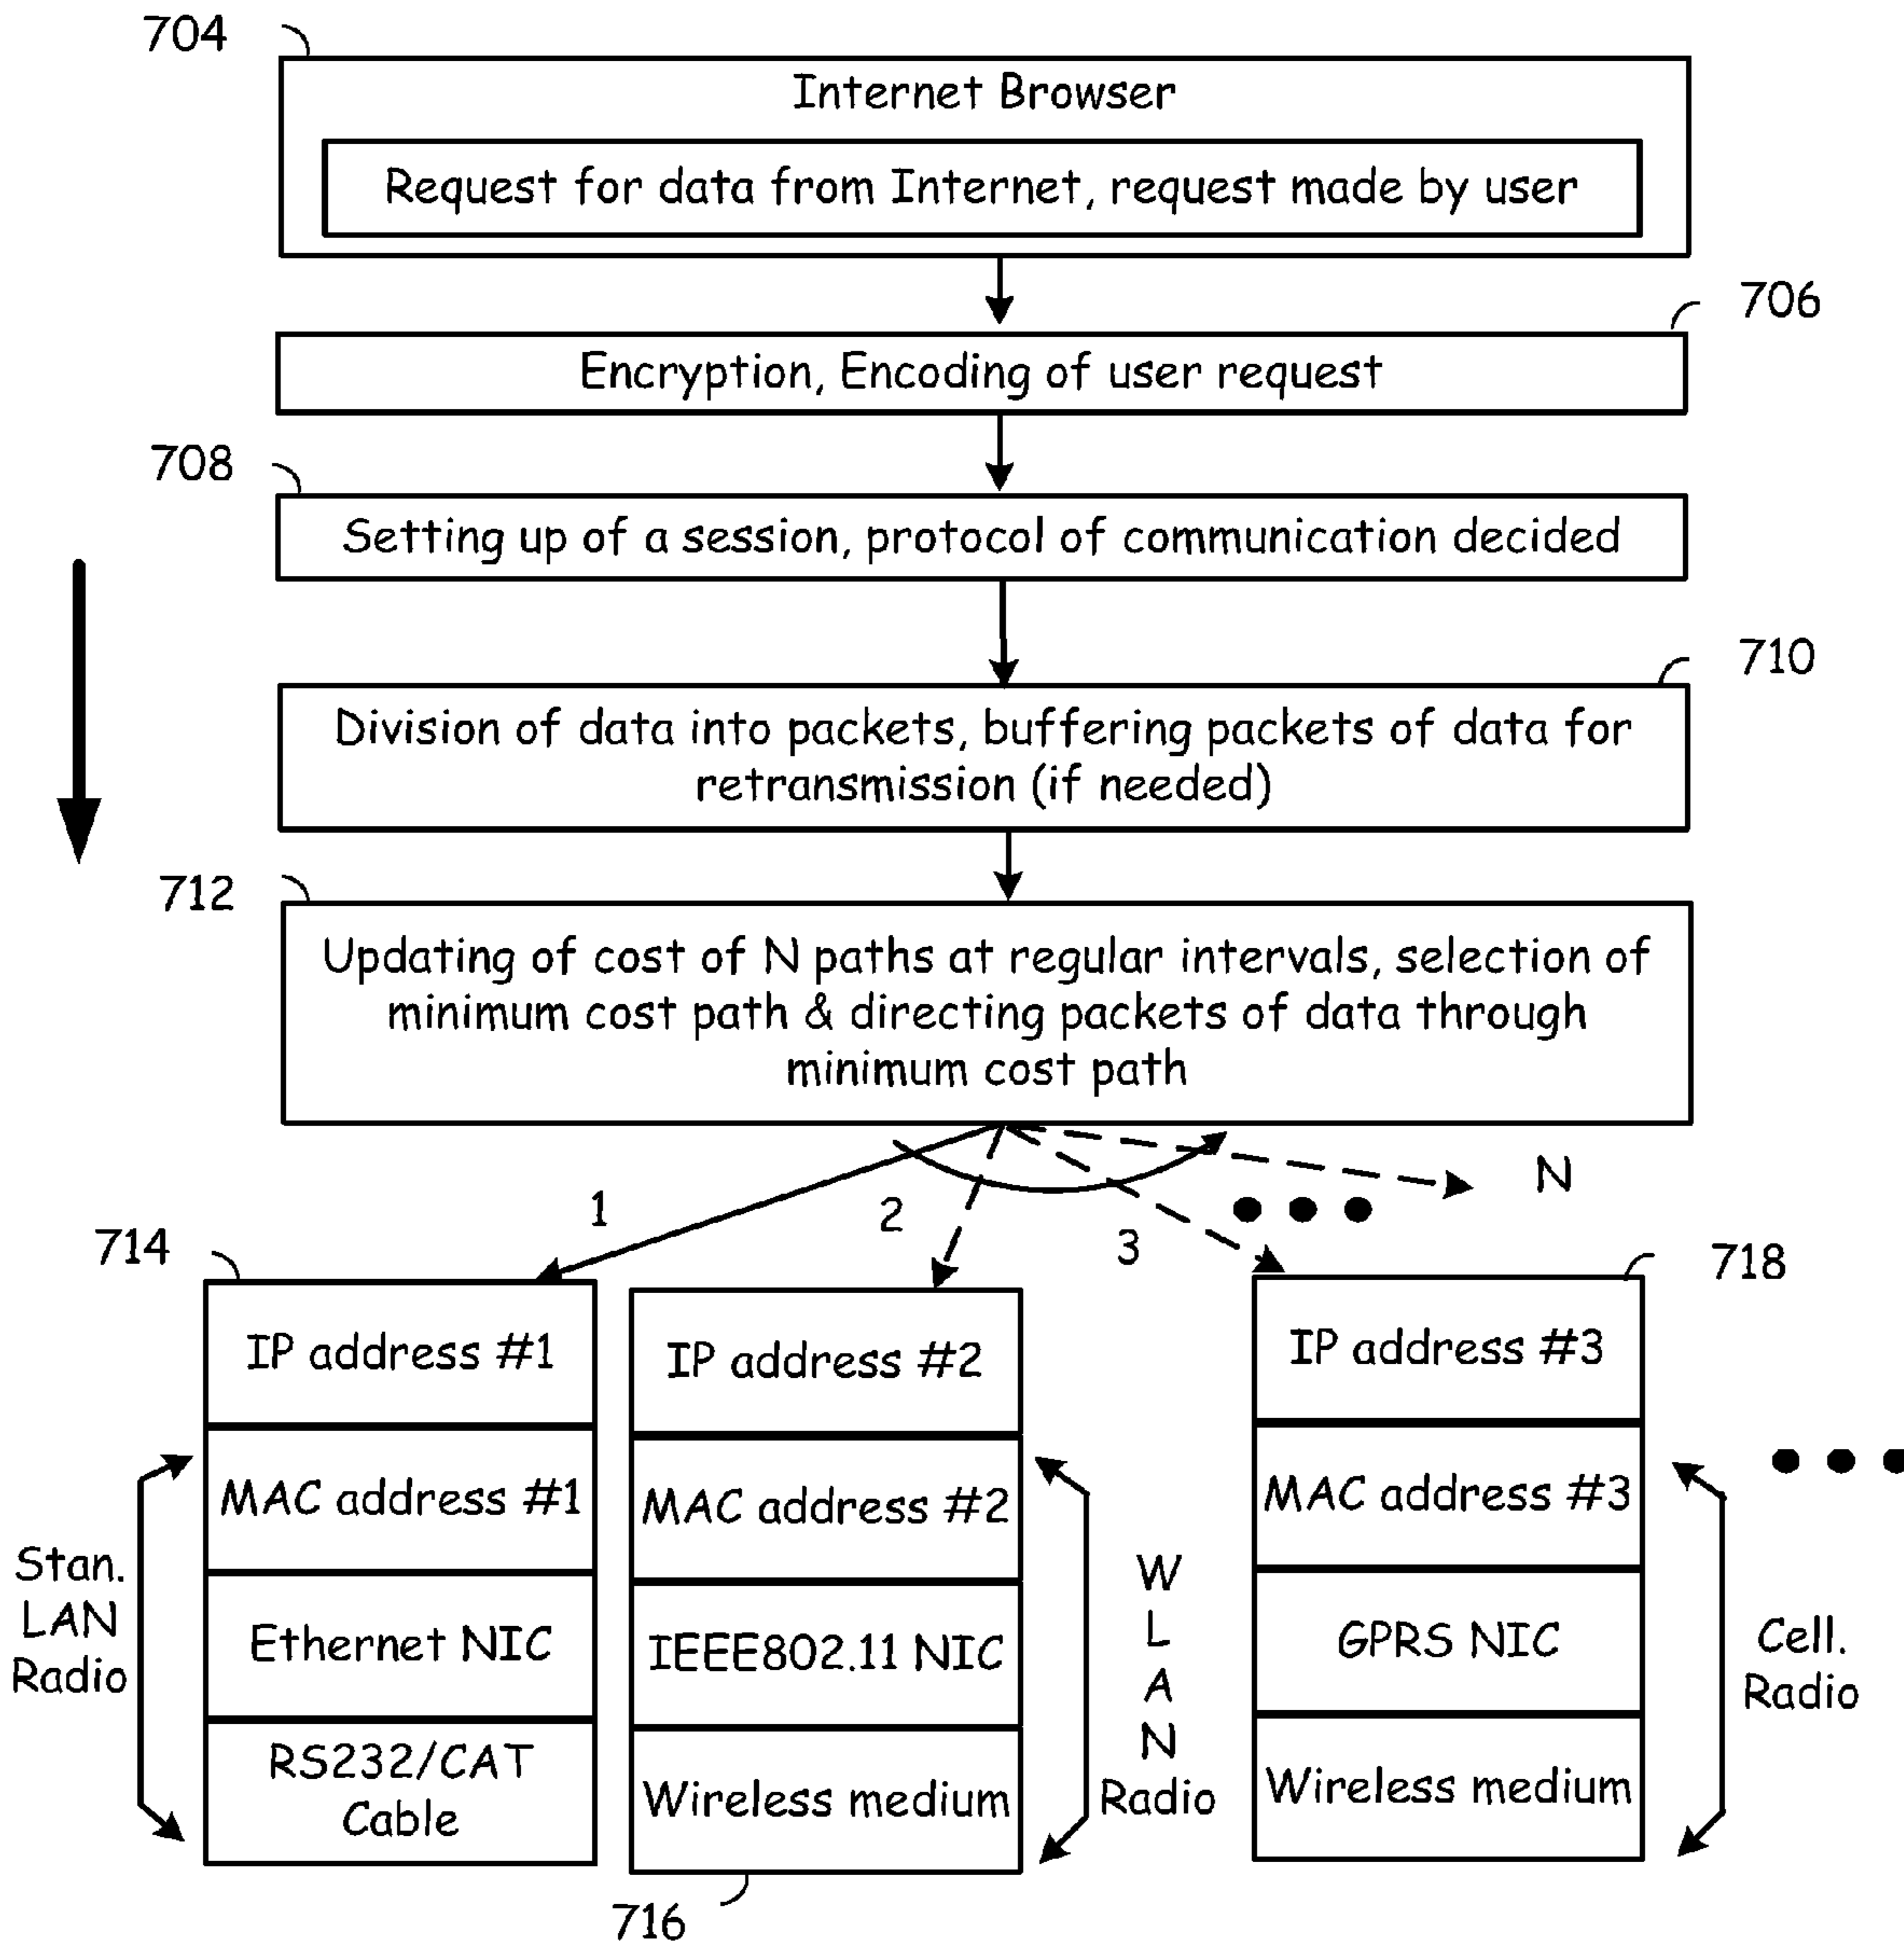 704
Internet Browser
Request for data from Internet, request made by user
706
Encryption, Encoding of user request
708
Setting up of a session, protocol of communication decided
710
Division of data into packets, buffering packets of data for
retransmission (if needed)
712
Updating of cost of N paths at regular intervals, selection of
minimum cost path & directing packets of data through
minimum cost path
1
2
3
N
714
IP address #1
MAC address #1
Ethernet NIC
RS232/CAT
Cable
Stan.
LAN
Radio
IP address #2
MAC address #2
IEEE802.11 NIC
Wireless medium
716
W
L
A
N
Radio
718
IP address #3
MAC address #3
GPRS NIC
Wireless medium
Cell.
Radio